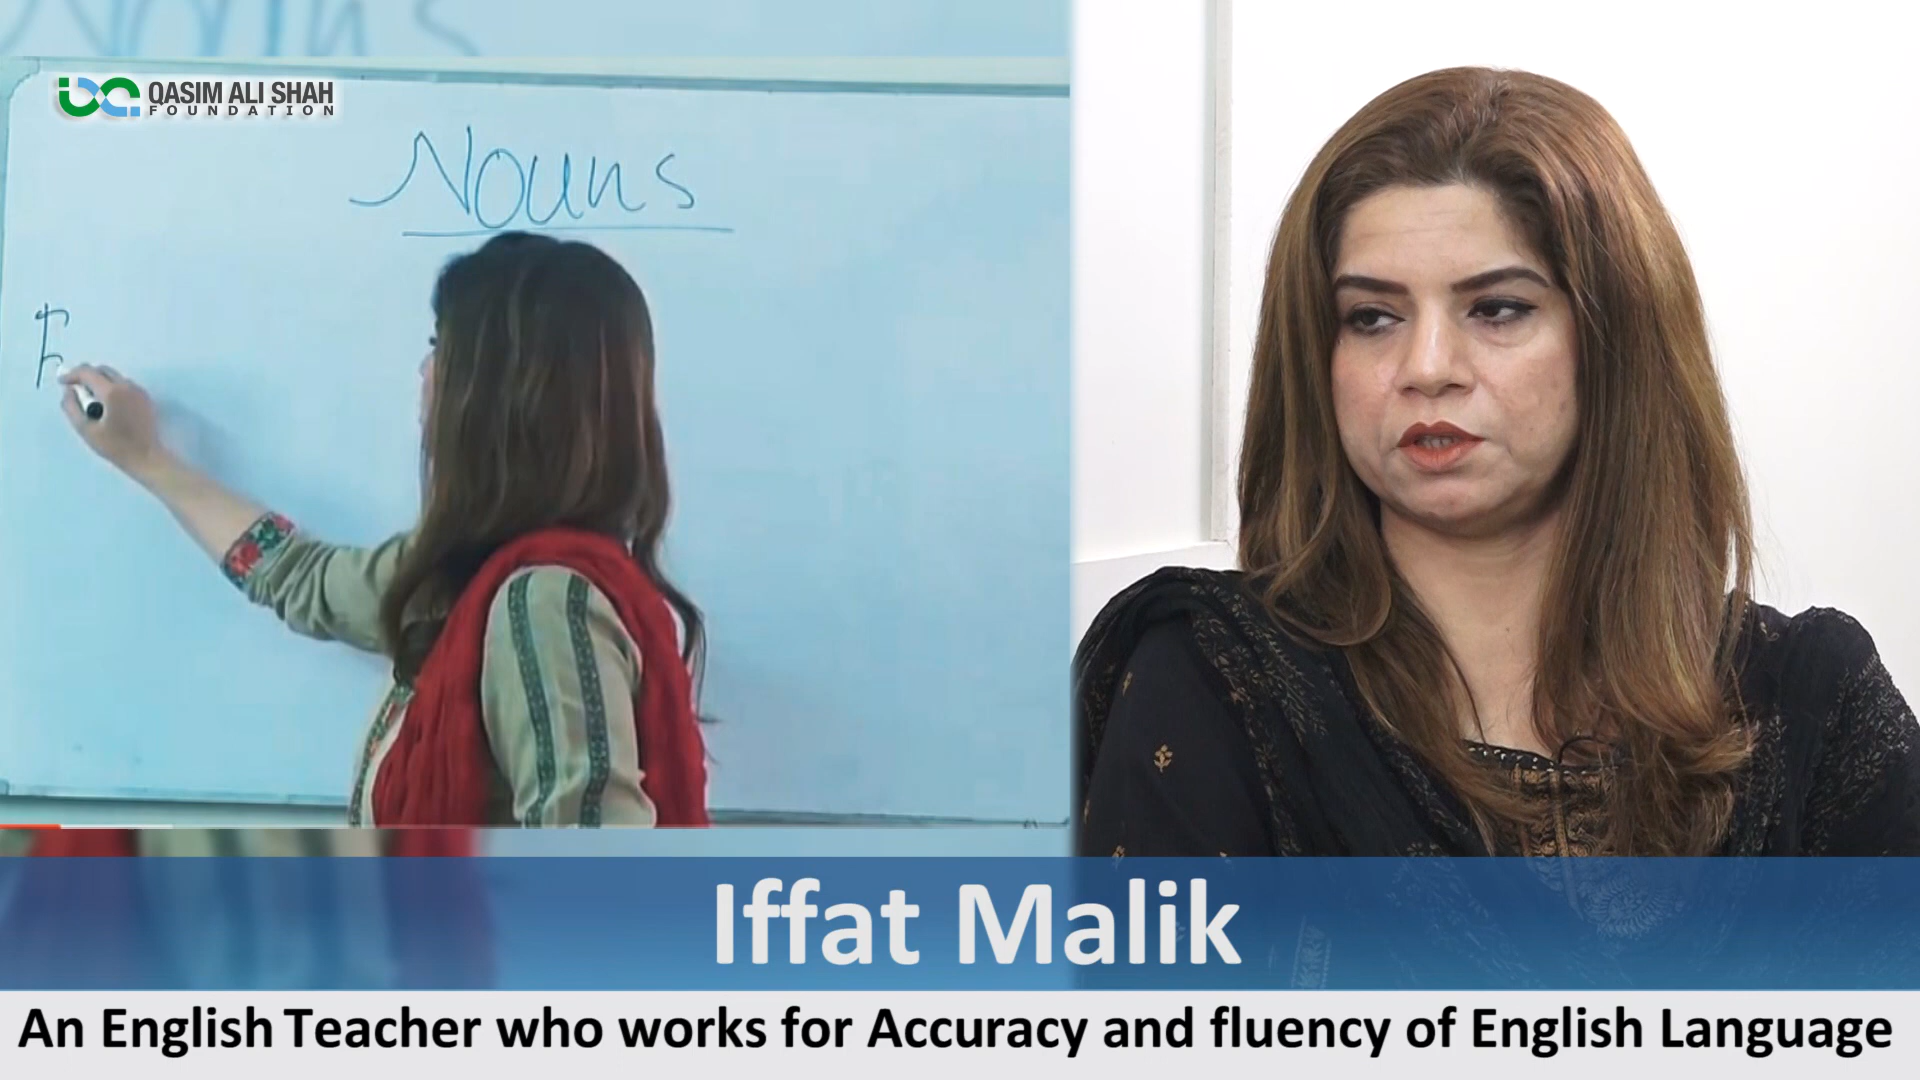 QASIM ALI SHAH
FOUNDATION
Nouns
F
Iffat Malik
An English Teacher who works for Accuracy and fluency of English Language